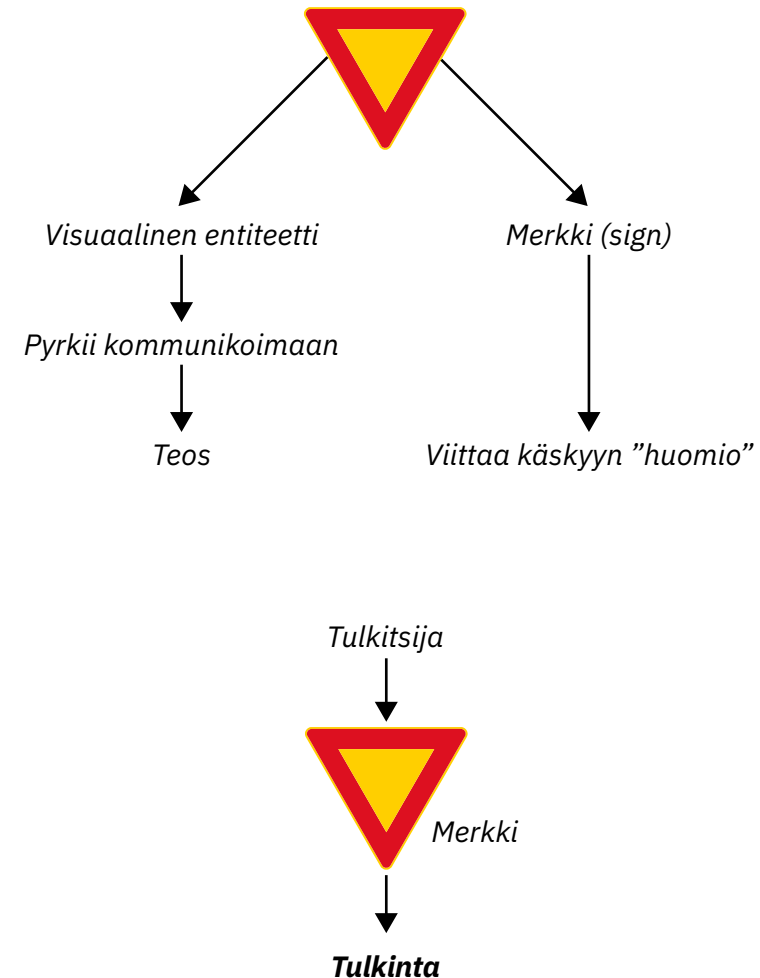 Visuaalinen entiteetti
Merkki (sign)
Pyrkii kommunikoimaan
Teos
Viittaa käskyyn ”huomio”
Tulkitsija
Merkki
Tulkinta